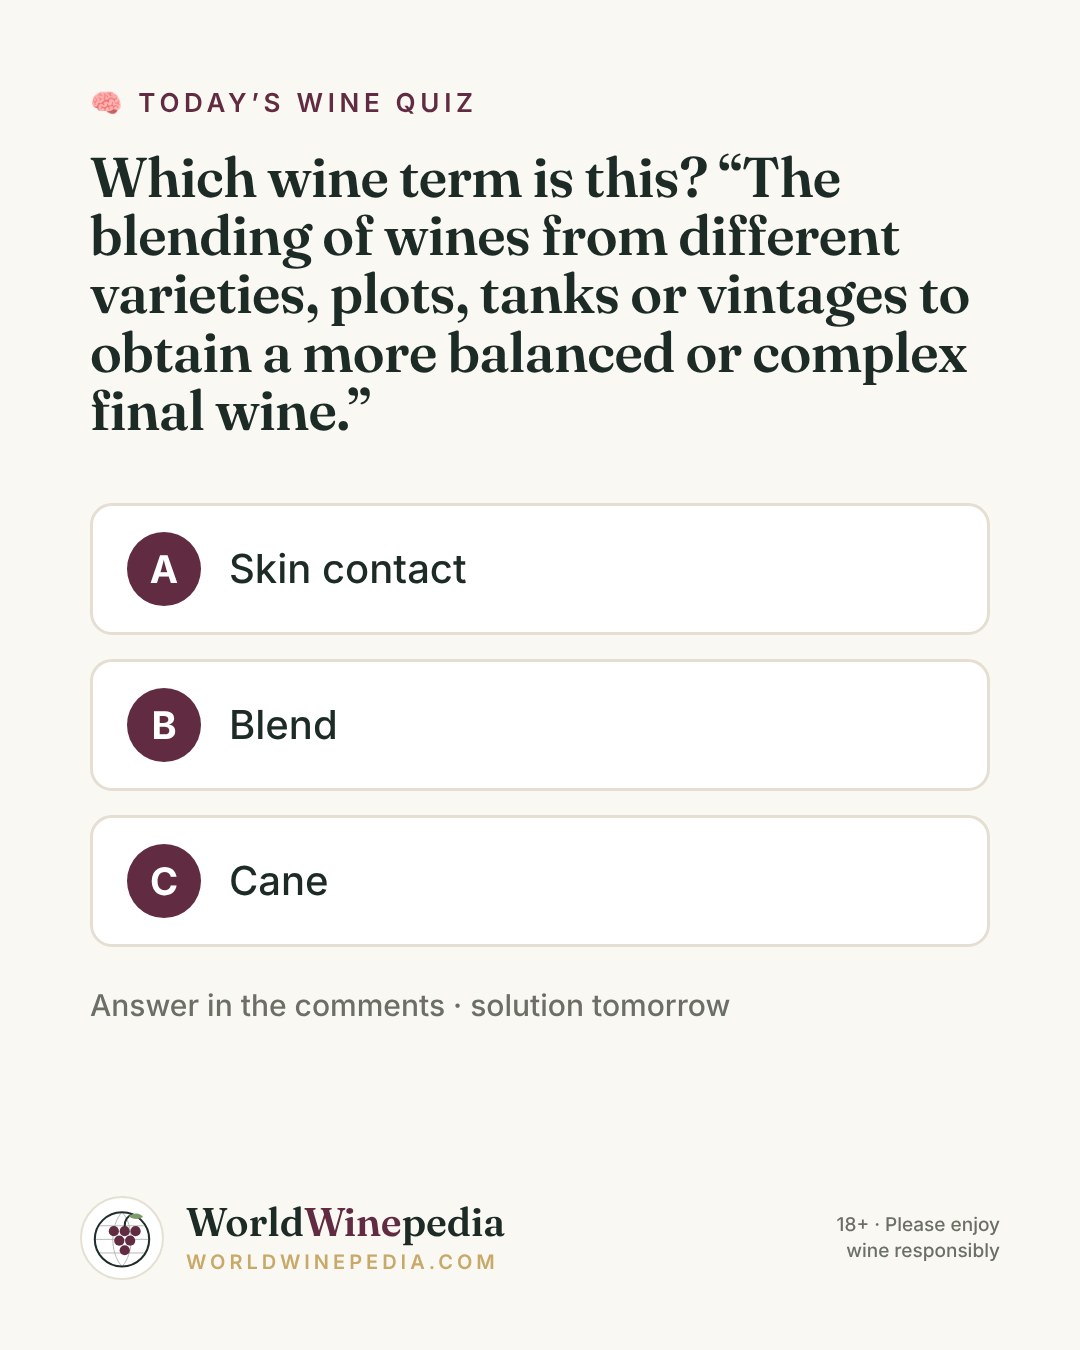 🧠 TODAY’S WINE QUIZ
Which wine term is this? “The
blending of wines from different
varieties, plots, tanks or vintages to
obtain a more balanced or complex
final wine.”
A Skin contact
B Blend
C Cane
Answer in the comments · solution tomorrow
WorldWinepedia
WORLDWINEPEDIA.COM
18+ · Please enjoy
wine responsibly